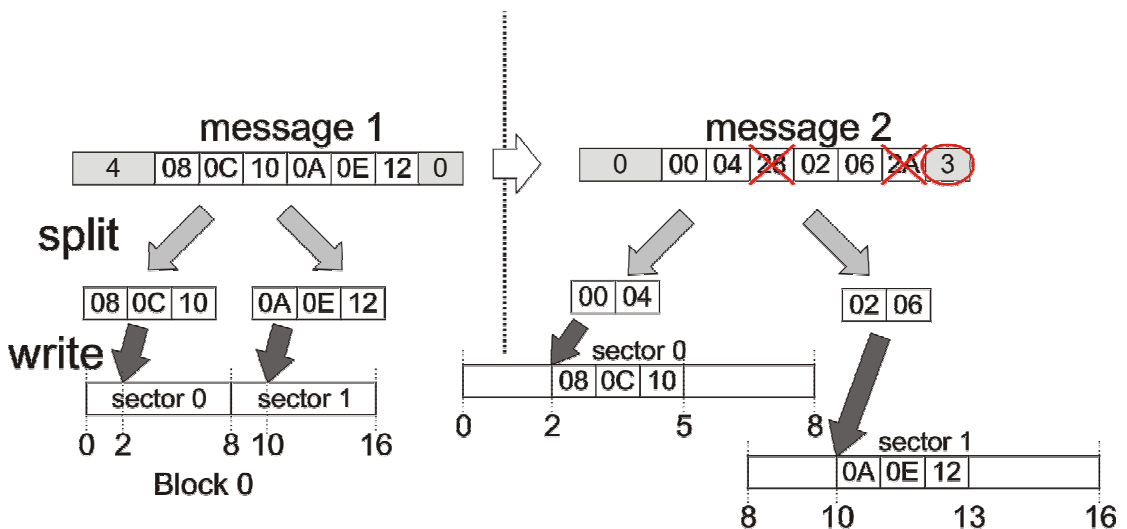 message 1
4 08 0C 10 0A 0E 12 0
split
08 0C 10
0A 0E 12
write
sector 0 sector 1
0 2 8 10 16
Block 0
message 2
0 00 04 28 02 06 2A 3
00 04
02 06
sector 0
08 0C 10
0 2 5 8
sector 1
0A 0E 12
8 10 13 16